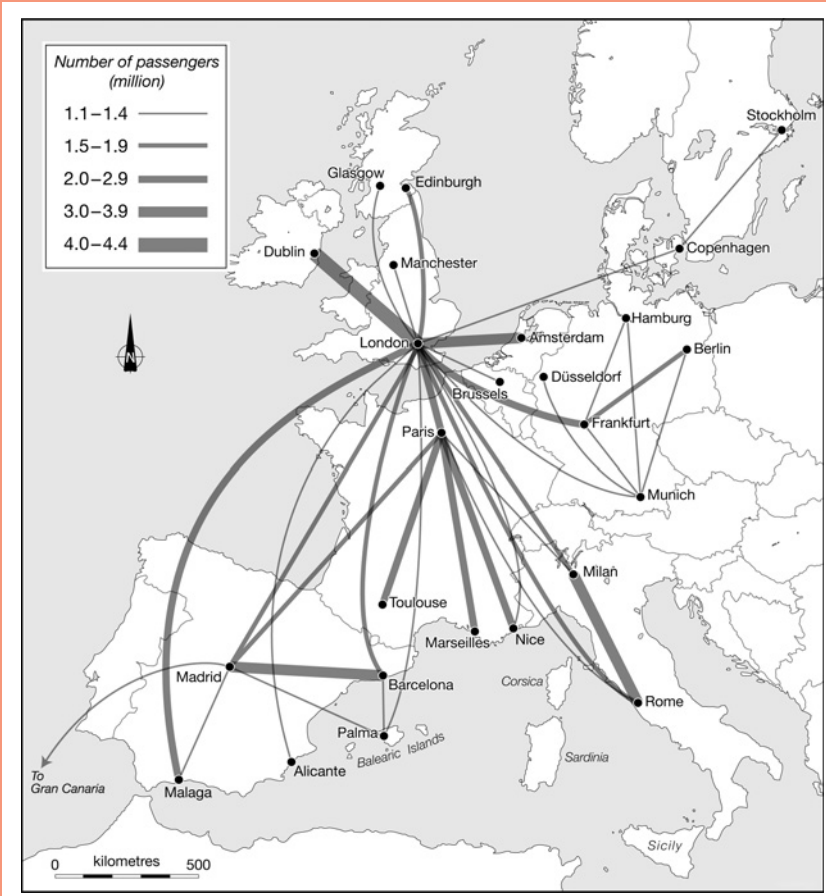 Number of passengers
(million)
1.1–1.4
1.5–1.9
2.0–2.9
3.0–3.9
4.0–4.4
Stockholm
Glasgow
Edinburgh
Dublin
Manchester
Copenhagen
N
London
Amsterdam
Hamburg
Berlin
Düsseldorf
Brussels
Paris
Frankfurt
Munich
Milan
Toulouse
Marseilles
Nice
Madrid
Barcelona
Corsica
Rome
Palma
Balearic Islands
Sardinia
To
Gran Canaria
Alicante
Malaga
Sicily
0 kilometres 500